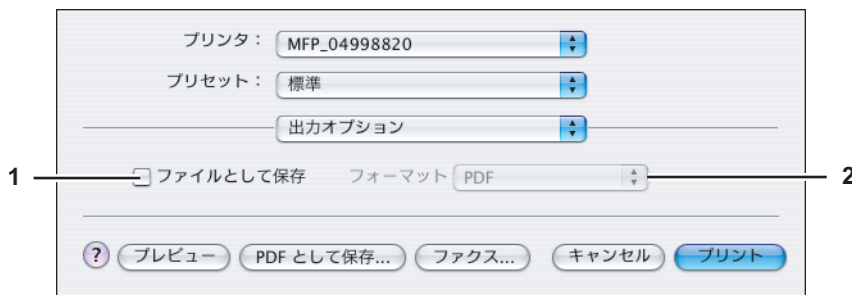 プリンタ： MFP_04998820
プリセット： 標準
出力オプション
1 ファイルとして保存 フォーマット PDF 2
? プレビュー PDF として保存... ファクス... キャンセル プリント